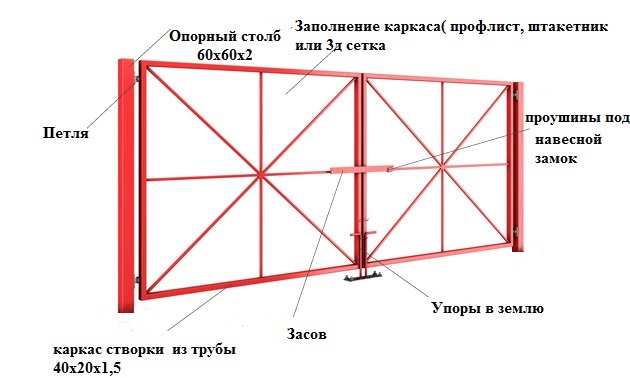 Опорный столб
60х60х2
Заполнение каркаса( профлист, штакетник
или 3д сетка
Петля
проушины под
навесной
замок
Упоры в землю
Засов
каркас створки из трубы
40х20х1,5